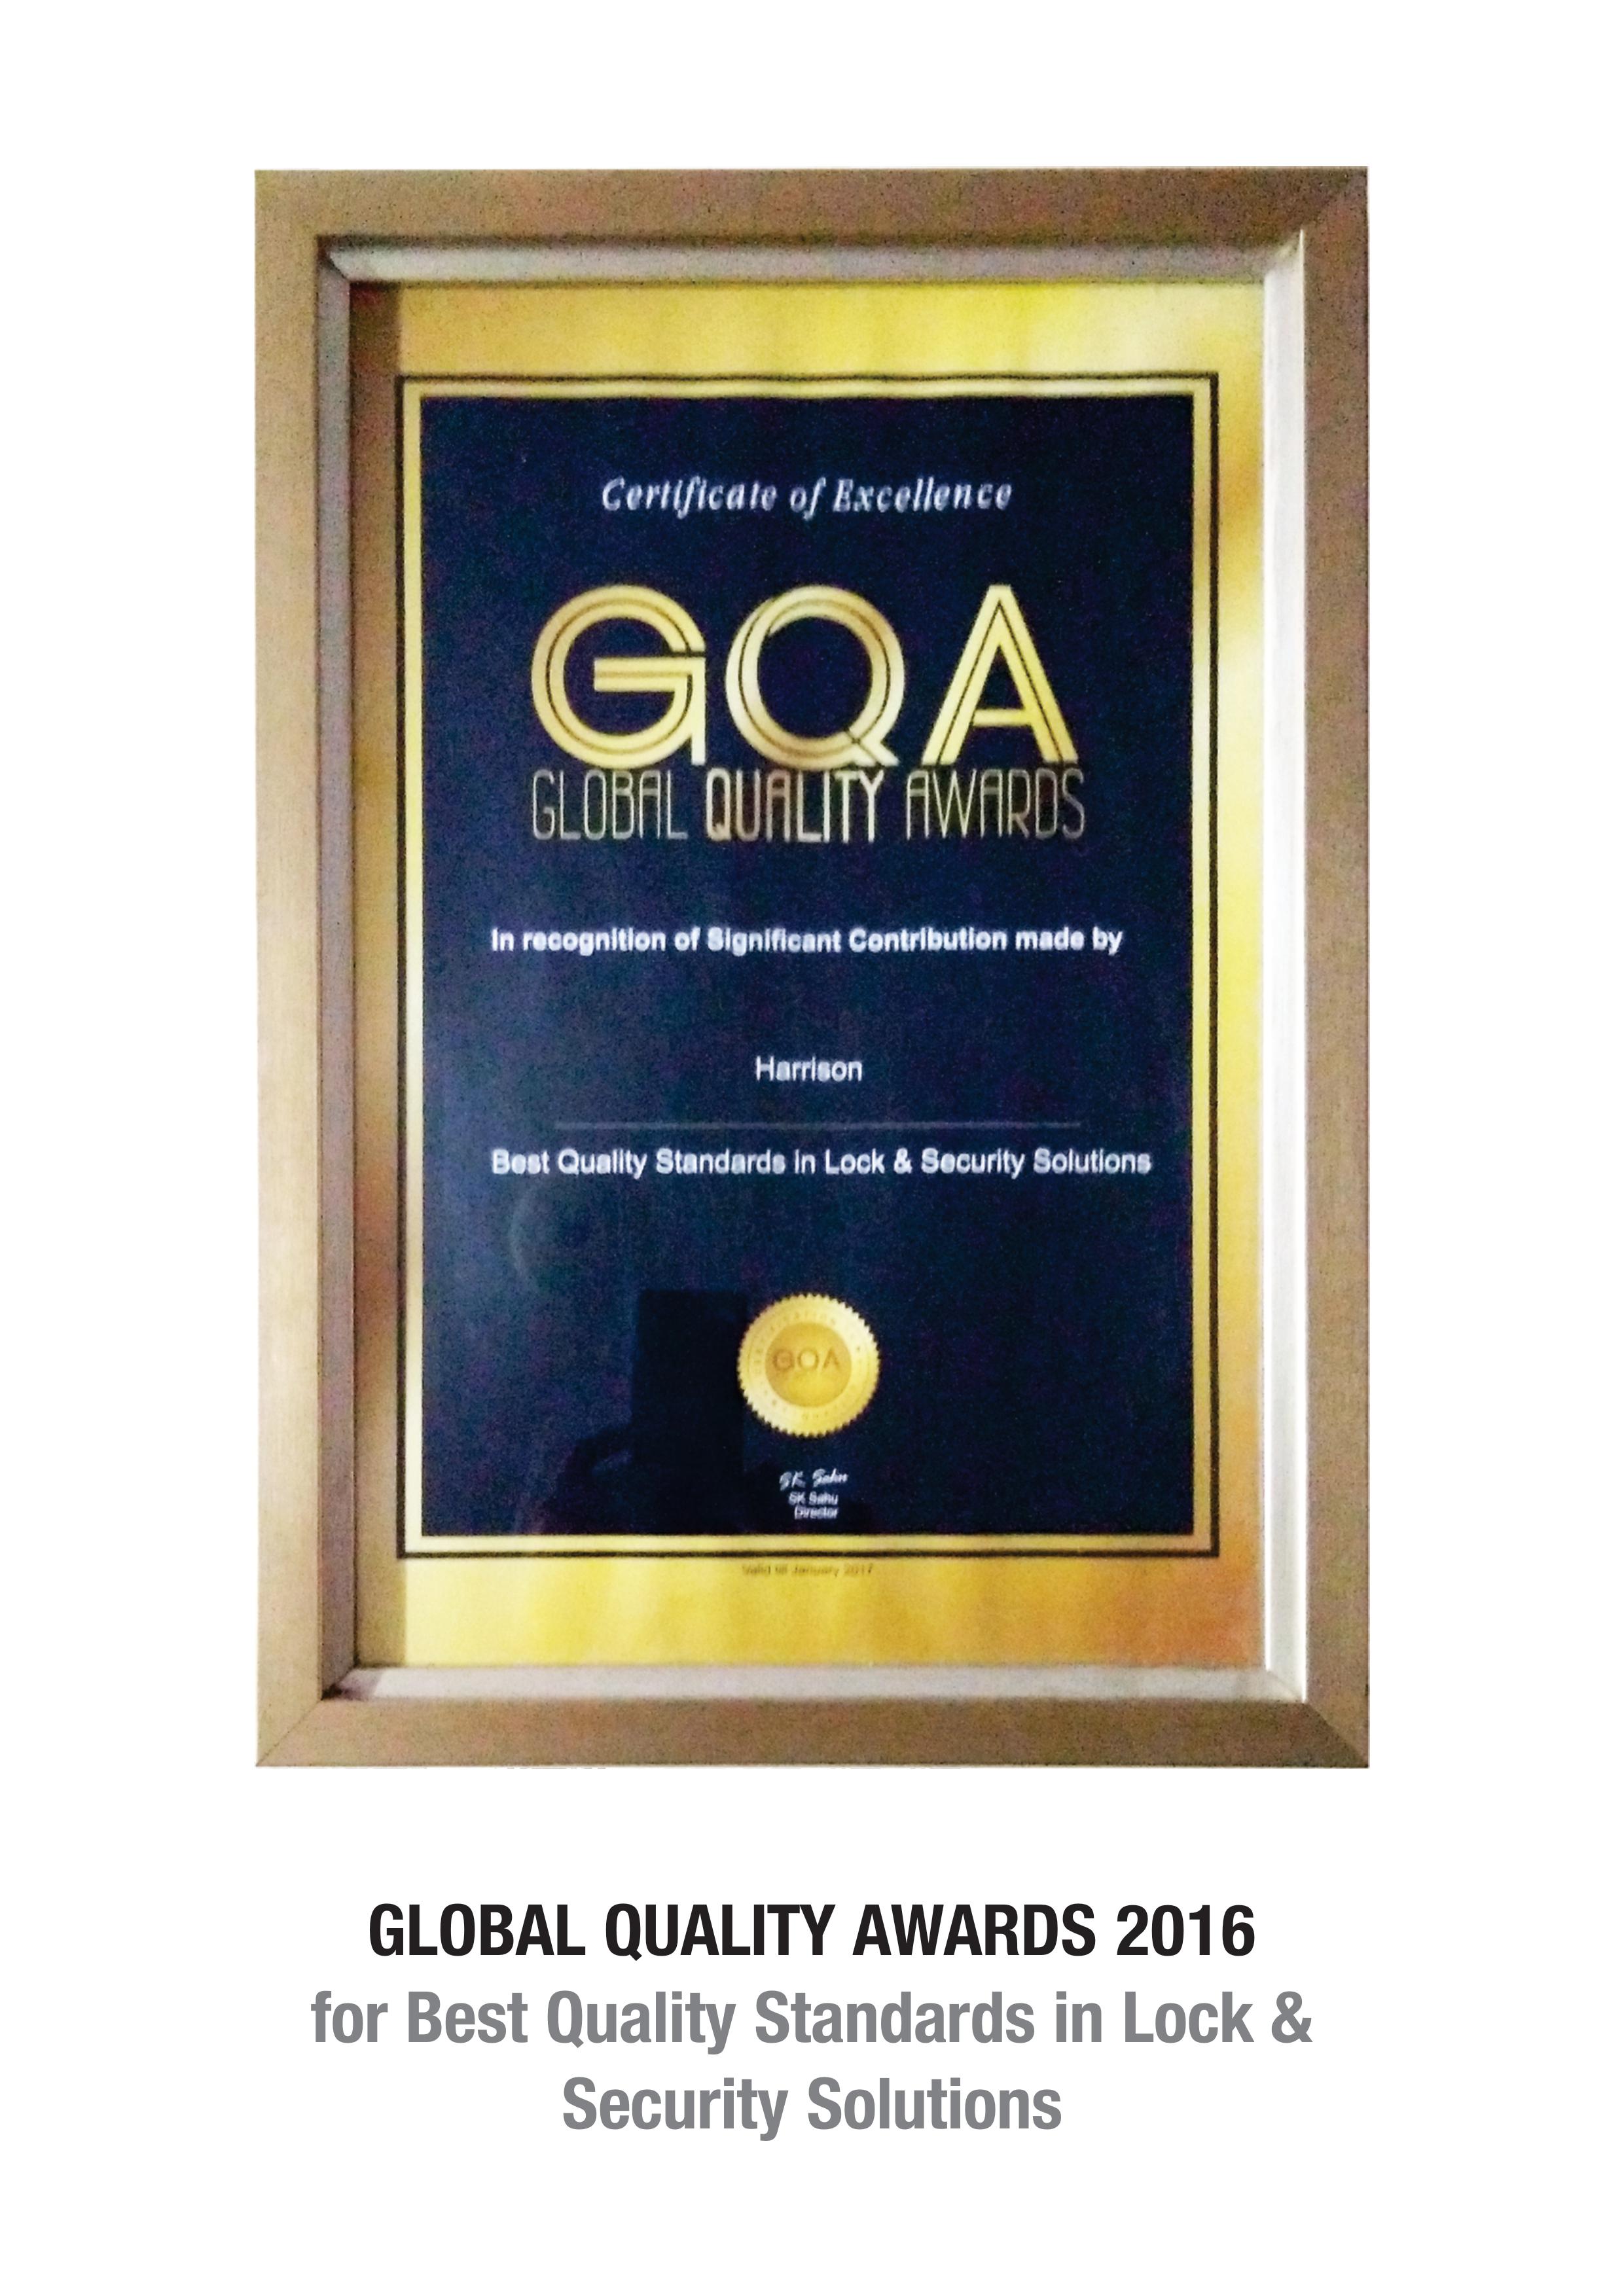 Certificate of Excellence
GQA
GLOBAL QUALITY AWARDS
In recognition of Significant Contribution made by
Harrison
Best Quality Standards in Lock & Security Solutions
GQA
SK Sahu
SK Sahu
Director
Valid till January 2017
GLOBAL QUALITY AWARDS 2016
for Best Quality Standards in Lock &
Security Solutions